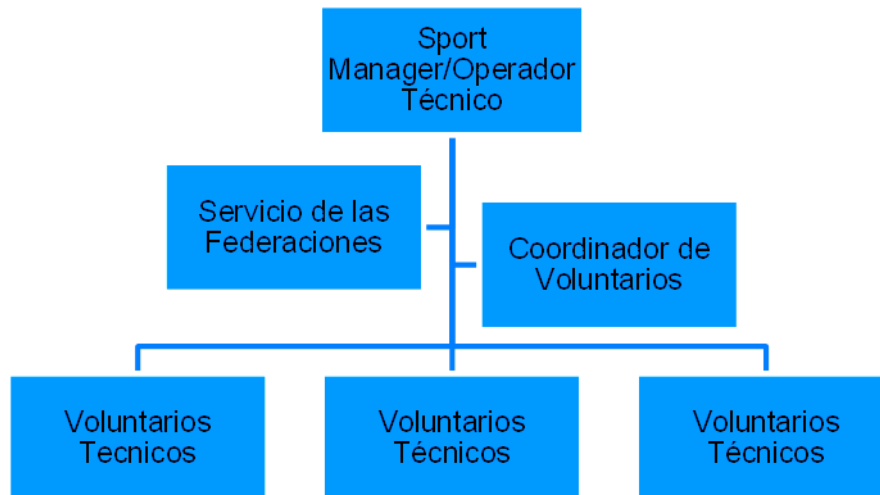 Sport
Manager/Operador
Técnico
Servicio de las
Federaciones
Coordinador de
Voluntarios
Voluntarios
Tecnicos
Voluntarios
Técnicos
Voluntarios
Técnicos